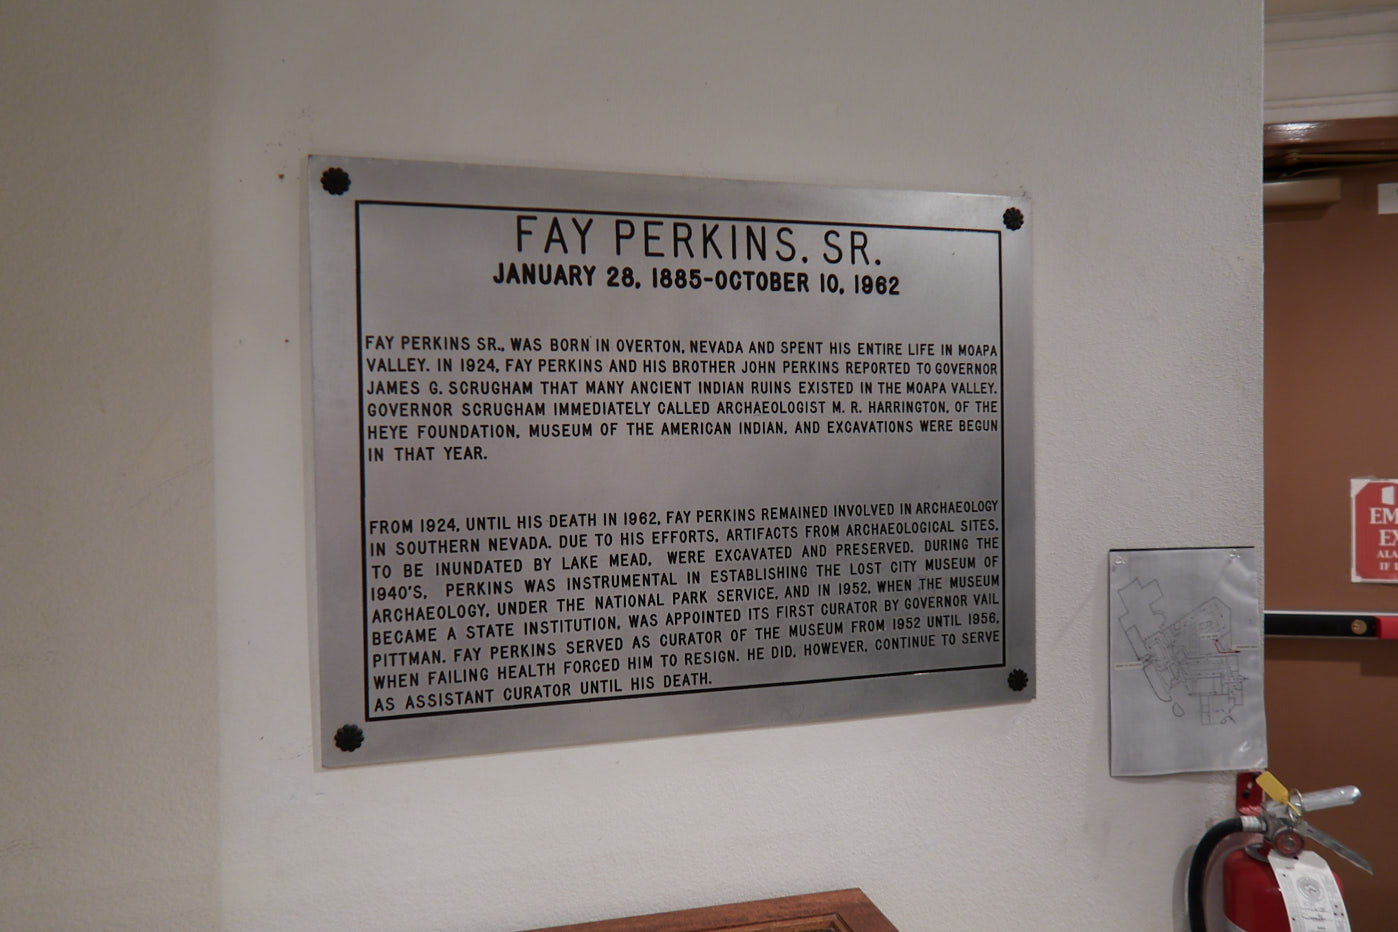 FAY PERKINS, SR.
JANUARY 28, 1885-OCTOBER 10, 1962
FAY PERKINS SR., WAS BORN IN OVERTON, NEVADA AND SPENT HIS ENTIRE LIFE IN MOAPA
VALLEY. IN 1924, FAY PERKINS AND HIS BROTHER JOHN PERKINS REPORTED TO GOVERNOR
JAMES G. SCRUGHAM THAT MANY ANCIENT INDIAN RUINS EXISTED IN THE MOAPA VALLEY.
GOVERNOR SCRUGHAM IMMEDIATELY CALLED ARCHAEOLOGIST M. R. HARRINGTON, OF THE
HEYE FOUNDATION, MUSEUM OF THE AMERICAN INDIAN, AND EXCAVATIONS WERE BEGUN
IN THAT YEAR.
FROM 1924, UNTIL HIS DEATH IN 1962, FAY PERKINS REMAINED INVOLVED IN ARCHAEOLOGY
IN SOUTHERN NEVADA. DUE TO HIS EFFORTS, ARTIFACTS FROM ARCHAEOLOGICAL SITES,
TO BE INUNDATED BY LAKE MEAD, WERE EXCAVATED AND PRESERVED. DURING THE
1940'S, PERKINS WAS INSTRUMENTAL IN ESTABLISHING THE LOST CITY MUSEUM OF
ARCHAEOLOGY, UNDER THE NATIONAL PARK SERVICE, AND IN 1952, WHEN THE MUSEUM
BECAME A STATE INSTITUTION, WAS APPOINTED ITS FIRST CURATOR BY GOVERNOR VAIL
PITTMAN. FAY PERKINS SERVED AS CURATOR OF THE MUSEUM FROM 1952 UNTIL 1956,
WHEN FAILING HEALTH FORCED HIM TO RESIGN. HE DID, HOWEVER, CONTINUE TO SERVE
AS ASSISTANT CURATOR UNTIL HIS DEATH.
EM
EX
ALA
IF